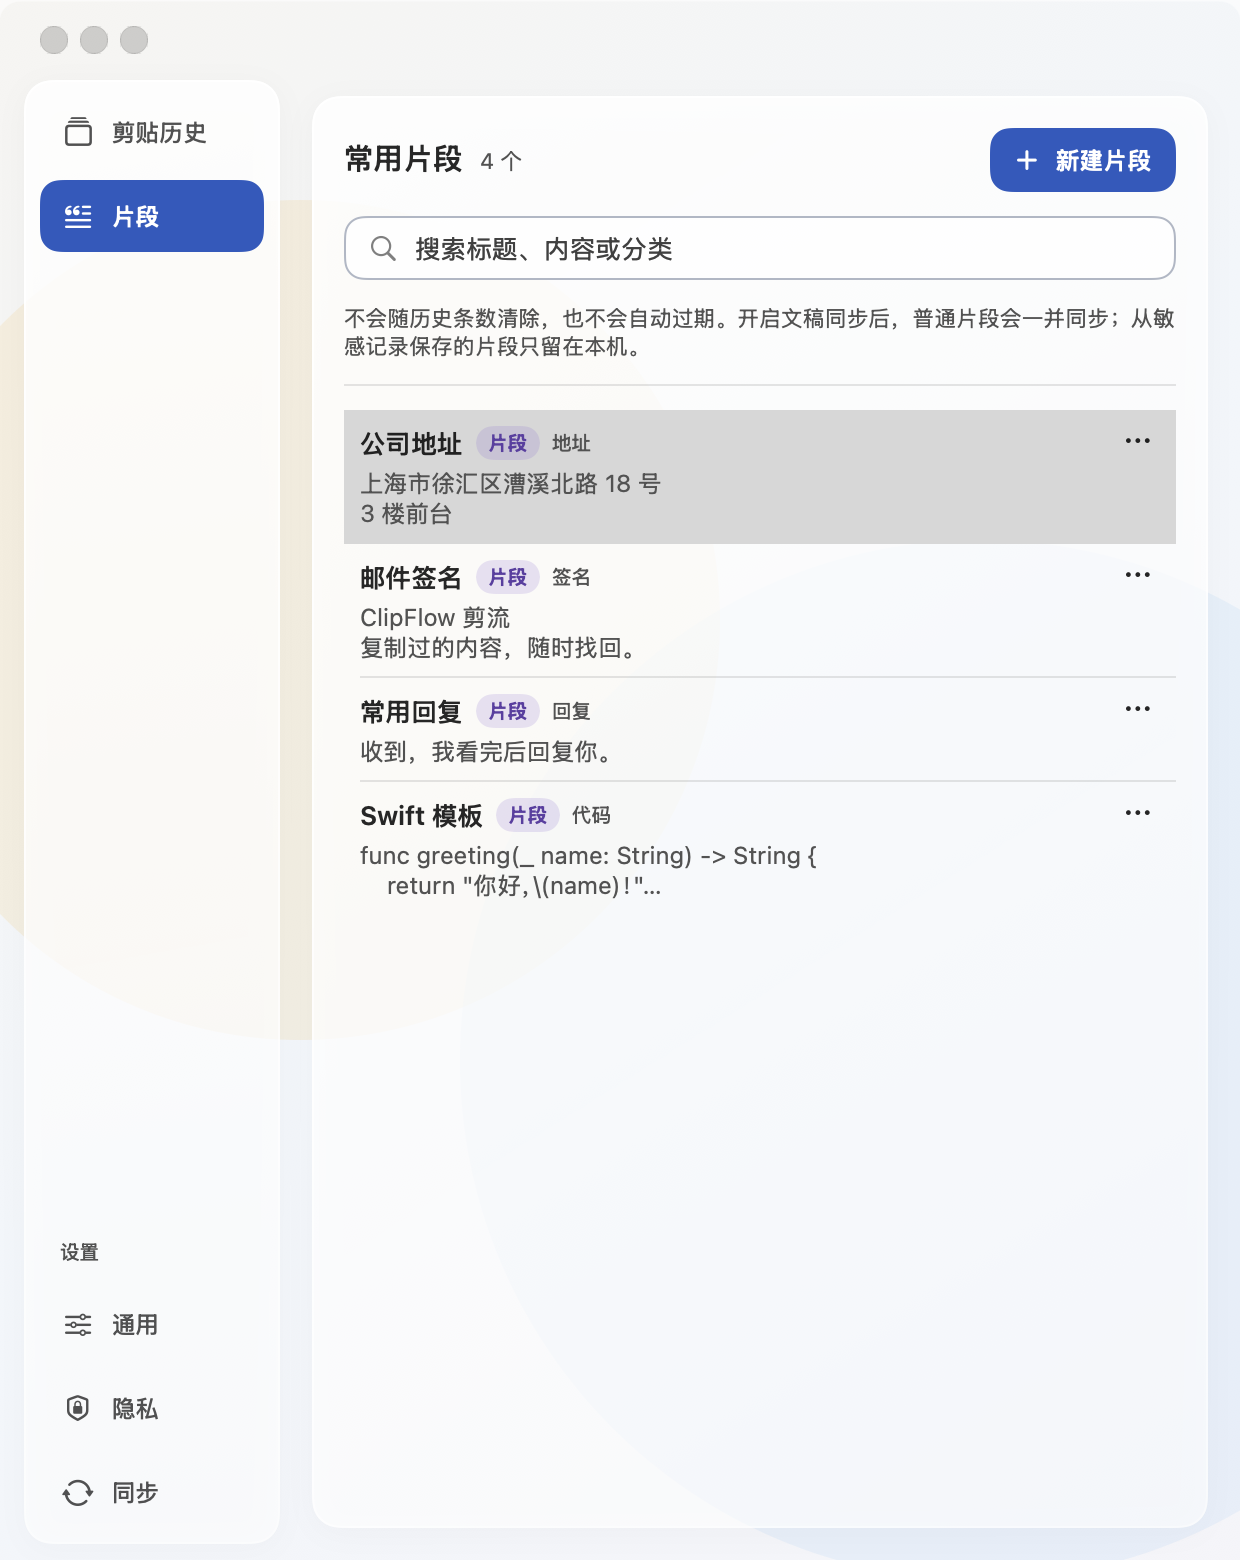 剪贴历史
片段
常用片段 4 个
新建片段
搜索标题、内容或分类
不会随历史条数清除，也不会自动过期。开启文稿同步后，普通片段会一并同步；从敏
感记录保存的片段只留在本机。
公司地址 片段 地址
上海市徐汇区漕溪北路 18 号
3 楼前台
邮件签名 片段 签名
ClipFlow 剪流
复制过的内容，随时找回。
常用回复 片段 回复
收到，我看完后回复你。
Swift 模板 片段 代码
func greeting(_ name: String) -> String {
    return "你好，\(name)！"...
设置
通用
隐私
同步